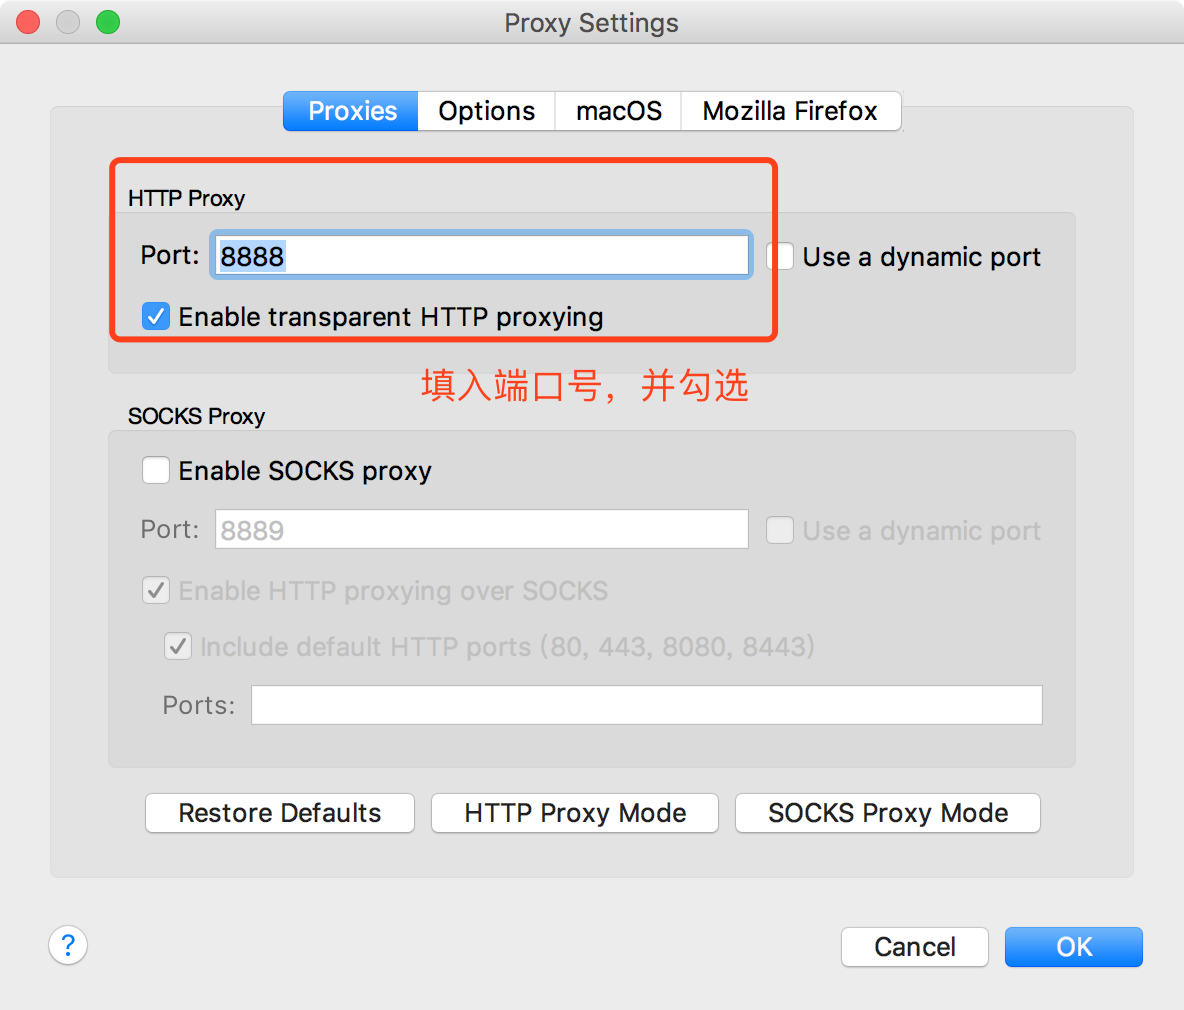 Proxy Settings
Proxies Options macOS Mozilla Firefox
HTTP Proxy
Port: 8888 Use a dynamic port
Enable transparent HTTP proxying
填入端口号，并勾选
SOCKS Proxy
Enable SOCKS proxy
Port: 8889 Use a dynamic port
Enable HTTP proxying over SOCKS
Include default HTTP ports (80, 443, 8080, 8443)
Ports:
Restore Defaults HTTP Proxy Mode SOCKS Proxy Mode
? Cancel OK